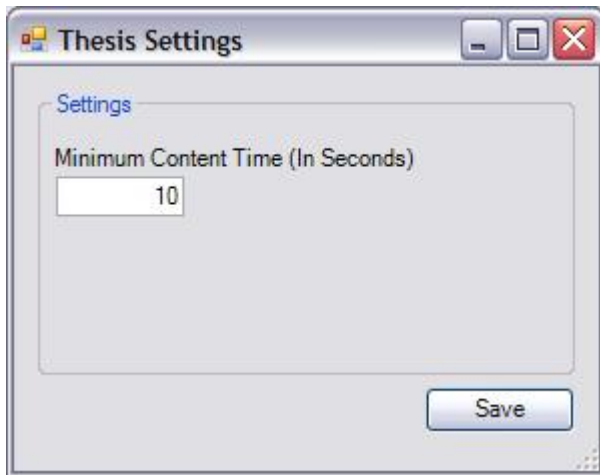 Thesis Settings
Settings
Minimum Content Time (In Seconds)
10
Save